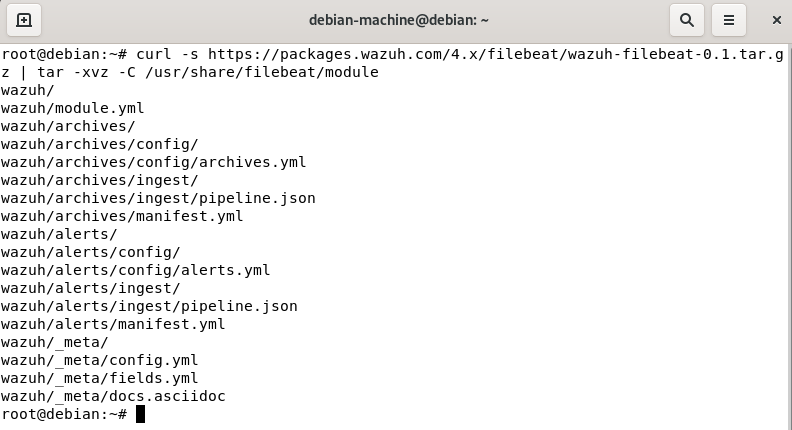 debian-machine@debian: ~
root@debian:~# curl -s https://packages.wazuh.com/4.x/filebeat/wazuh-filebeat-0.1.tar.g
z | tar -xvz -C /usr/share/filebeat/module
wazuh/
wazuh/module.yml
wazuh/archives/
wazuh/archives/config/
wazuh/archives/config/archives.yml
wazuh/archives/ingest/
wazuh/archives/ingest/pipeline.json
wazuh/archives/manifest.yml
wazuh/alerts/
wazuh/alerts/config/
wazuh/alerts/config/alerts.yml
wazuh/alerts/ingest/
wazuh/alerts/ingest/pipeline.json
wazuh/alerts/manifest.yml
wazuh/_meta/
wazuh/_meta/config.yml
wazuh/_meta/fields.yml
wazuh/_meta/docs.asciidoc
root@debian:~#